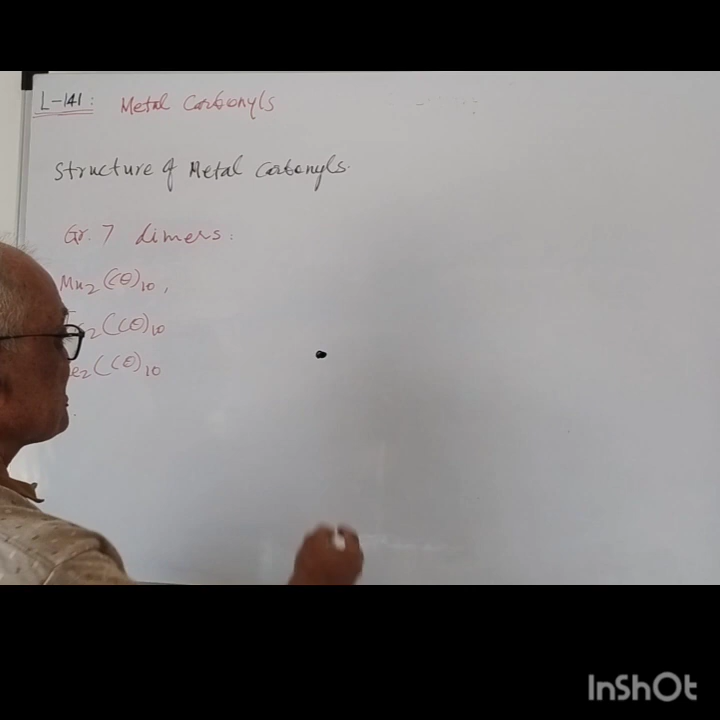 L-141: Metal Carbonyls
Structure of Metal Carbonyls.
Gr. 7 dimers:
Mn2(CO)10,
2(CO)10
e2(CO)10
InShOt